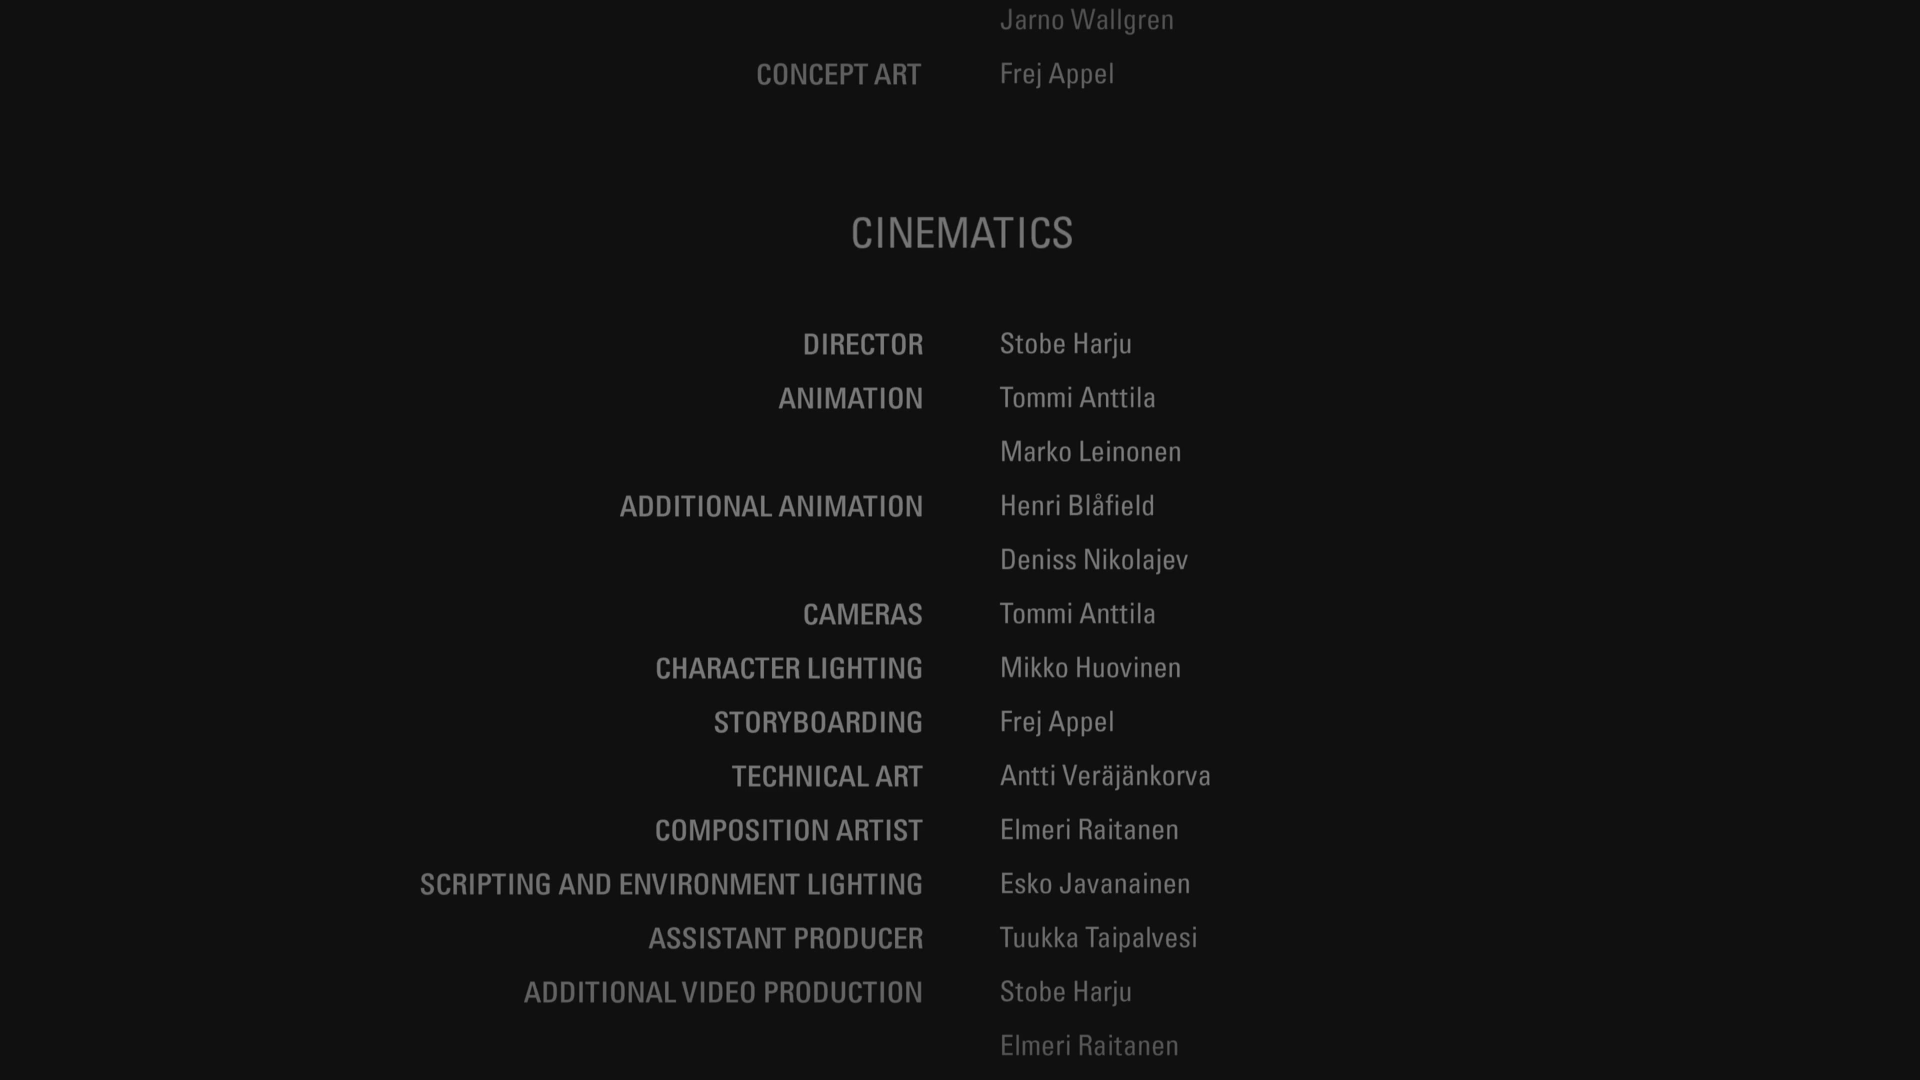 Jarno Wallgren
CONCEPT ART Frej Appel
CINEMATICS
DIRECTOR Stobe Harju
ANIMATION Tommi Anttila
Marko Leinonen
ADDITIONAL ANIMATION Henri Blåfield
Deniss Nikolajev
CAMERAS Tommi Anttila
CHARACTER LIGHTING Mikko Huovinen
STORYBOARDING Frej Appel
TECHNICAL ART Antti Veräjänkorva
COMPOSITION ARTIST Elmeri Raitanen
SCRIPTING AND ENVIRONMENT LIGHTING Esko Javanainen
ASSISTANT PRODUCER Tuukka Taipalvesi
ADDITIONAL VIDEO PRODUCTION Stobe Harju
Elmeri Raitanen